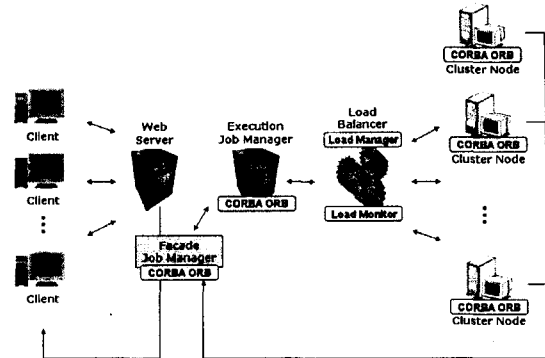 CORBA ORB
Cluster Node
Client
Web
Server
Execution
Job Manager
CORBA ORB
Load
Balancer
Load Manager
Load Monitor
CORBA ORB
Cluster Node
Client
Facade
Job Manager
CORBA ORB
Client
CORBA ORB
Cluster Node